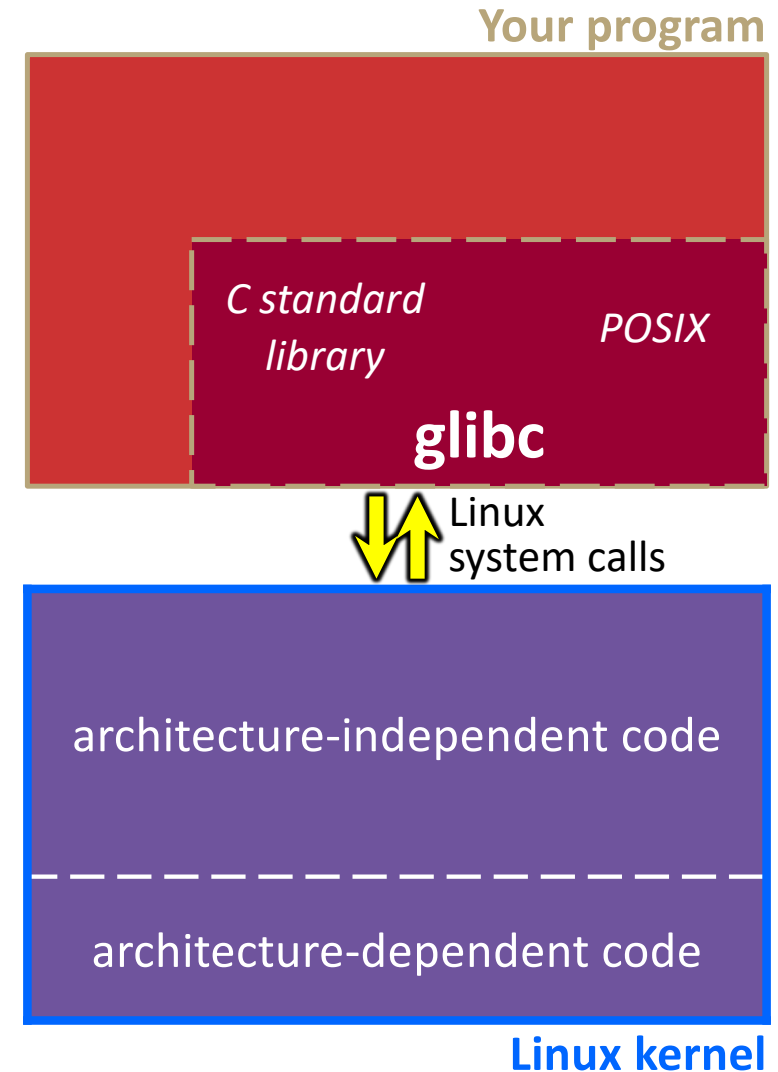 Your program
C standard
library
POSIX
glibc
Linux
system calls
architecture-independent code
architecture-dependent code
Linux kernel